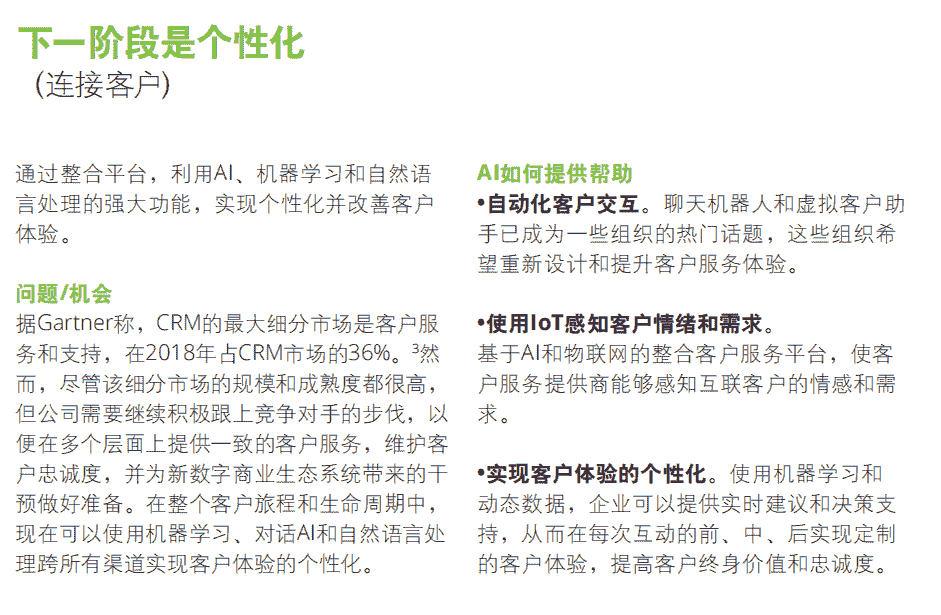 下一阶段是个性化
(连接客户)
通过整合平台，利用AI、机器学习和自然语
言处理的强大功能，实现个性化并改善客户
体验。
问题/机会
据Gartner称，CRM的最大细分市场是客户服
务和支持，在2018年占CRM市场的36%。³然
而，尽管该细分市场的规模和成熟度都很高，
但公司需要继续积极跟上竞争对手的步伐，以
便在多个层面上提供一致的客户服务，维护客
户忠诚度，并为新数字商业生态系统带来的干
预做好准备。在整个客户旅程和生命周期中，
现在可以使用机器学习、对话AI和自然语言处
理跨所有渠道实现客户体验的个性化。
AI如何提供帮助
•自动化客户交互。聊天机器人和虚拟客户助
手已成为一些组织的热门话题，这些组织希
望重新设计和提升客户服务体验。
•使用IoT感知客户情绪和需求。
基于AI和物联网的整合客户服务平台，使客
户服务提供商能够感知互联客户的情感和需
求。
•实现客户体验的个性化。使用机器学习和
动态数据，企业可以提供实时建议和决策支
持，从而在每次互动的前、中、后实现定制
的客户体验，提高客户终身价值和忠诚度。